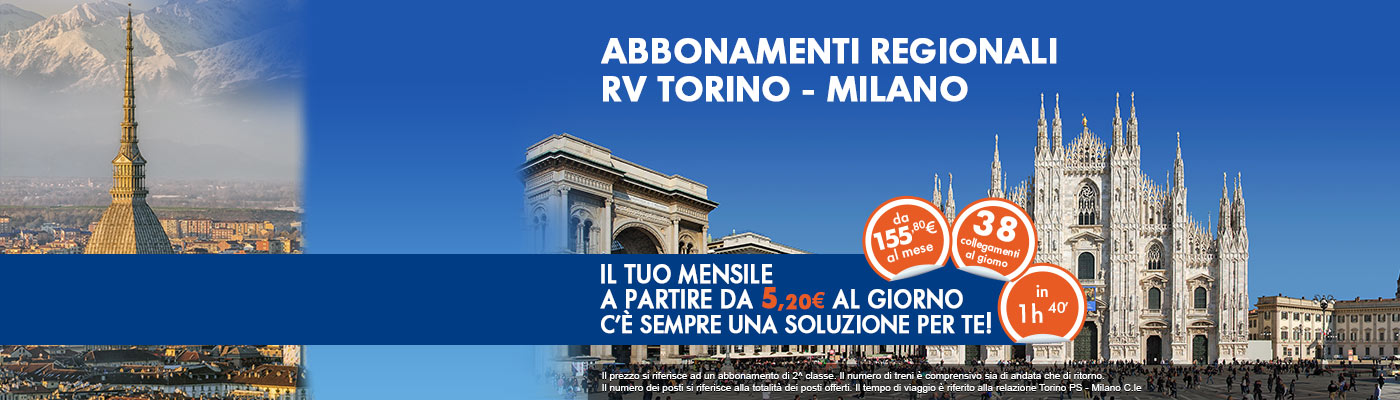 ABBONAMENTI REGIONALI
RV TORINO - MILANO
da
155,80€
al mese
38
collegamenti
al giorno
in
1h 40'
IL TUO MENSILE
A PARTIRE DA 5,20€ AL GIORNO
C'È SEMPRE UNA SOLUZIONE PER TE!
Il prezzo si riferisce ad un abbonamento di 2^ classe. Il numero di treni è comprensivo sia di andata che di ritorno.
Il numero dei posti si riferisce alla totalità dei posti offerti. Il tempo di viaggio è riferito alla relazione Torino PS - Milano C.le